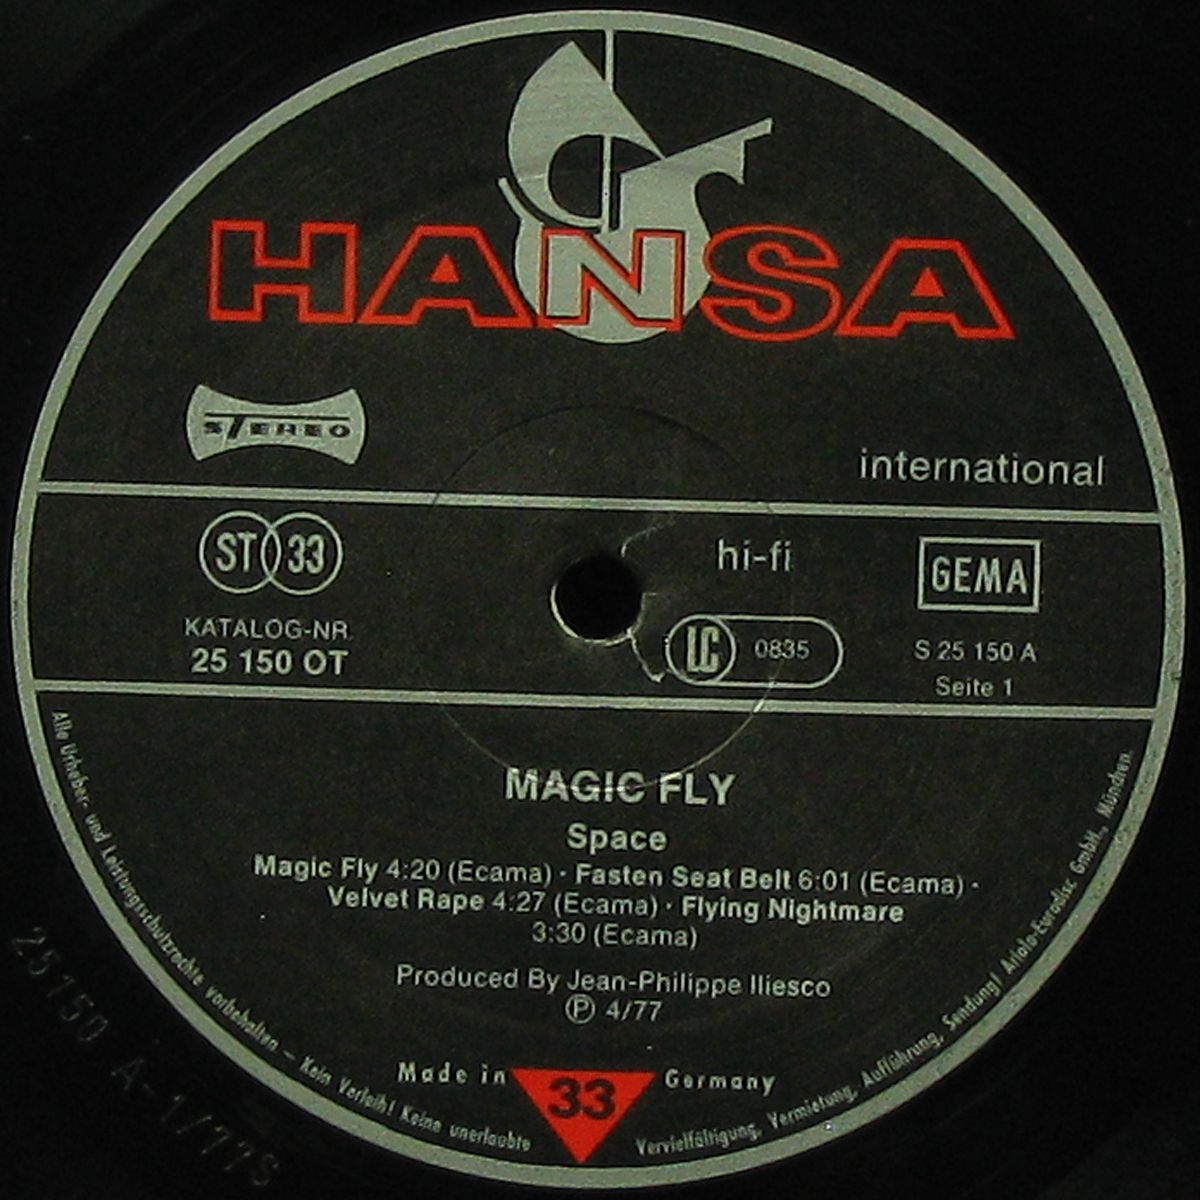 HANSA
STEREO
international
ST 33
hi-fi
GEMA
KATALOG-NR.
25 150 OT
LC 0835
S 25 150 A
Seite 1
MAGIC FLY
Space
Magic Fly 4:20 (Ecama) · Fasten Seat Belt 6:01 (Ecama) ·
Velvet Rape 4:27 (Ecama) · Flying Nightmare
3:30 (Ecama)
Produced By Jean-Philippe Iliesco
Ⓟ 4/77
Made in 33 Germany
Alle Urheber- und Leistungsschutzrechte vorbehalten – Kein Verleih! Keine unerlaubte Vervielfältigung, Vermietung, Aufführung, Sendung! Ariola-Eurodisc GmbH., München.
25150 A-1/77S